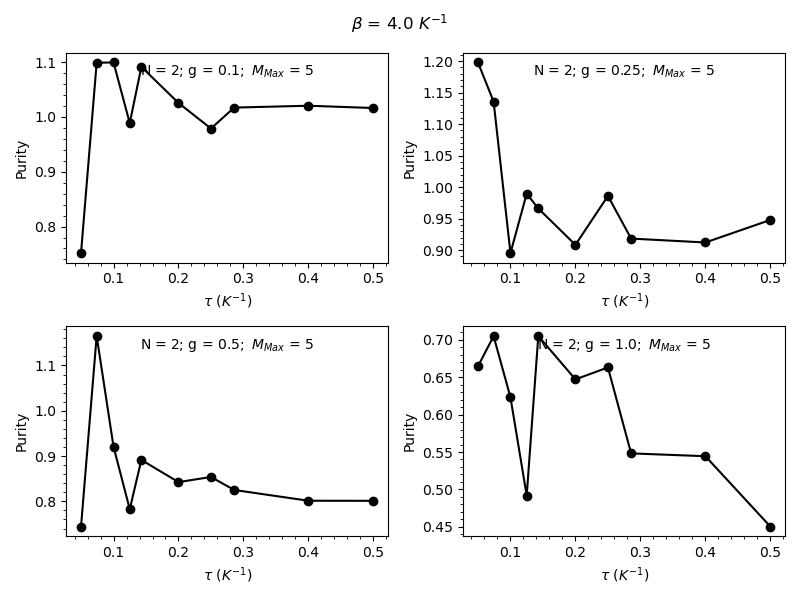 β = 4.0 K⁻¹
N = 2; g = 0.1; M_Max = 5
Purity
1.1
1.0
0.9
0.8
0.1 0.2 0.3 0.4 0.5
τ (K⁻¹)
N = 2; g = 0.25; M_Max = 5
Purity
1.20
1.15
1.10
1.05
1.00
0.95
0.90
0.1 0.2 0.3 0.4 0.5
τ (K⁻¹)
N = 2; g = 0.5; M_Max = 5
Purity
1.1
1.0
0.9
0.8
0.1 0.2 0.3 0.4 0.5
τ (K⁻¹)
N = 2; g = 1.0; M_Max = 5
Purity
0.70
0.65
0.60
0.55
0.50
0.45
0.1 0.2 0.3 0.4 0.5
τ (K⁻¹)